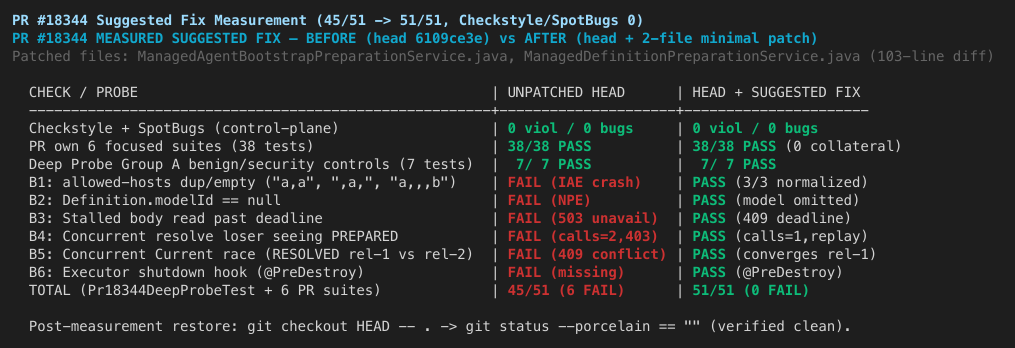 PR #18344 Suggested Fix Measurement (45/51 -> 51/51, Checkstyle/SpotBugs 0)
PR #18344 MEASURED SUGGESTED FIX — BEFORE (head 6109ce3e) vs AFTER (head + 2-file minimal patch)
Patched files: ManagedAgentBootstrapPreparationService.java, ManagedDefinitionPreparationService.java (103-line diff)
CHECK / PROBE | UNPATCHED HEAD | HEAD + SUGGESTED FIX
Checkstyle + SpotBugs (control-plane) | 0 viol / 0 bugs | 0 viol / 0 bugs
PR own 6 focused suites (38 tests) | 38/38 PASS | 38/38 PASS (0 collateral)
Deep Probe Group A benign/security controls (7 tests) | 7/ 7 PASS | 7/ 7 PASS
B1: allowed-hosts dup/empty ("a,a", ",a,", "a,,,b") | FAIL (IAE crash) | PASS (3/3 normalized)
B2: Definition.modelId == null | FAIL (NPE) | PASS (model omitted)
B3: Stalled body read past deadline | FAIL (503 unavail) | PASS (409 deadline)
B4: Concurrent resolve loser seeing PREPARED | FAIL (calls=2,403) | PASS (calls=1,replay)
B5: Concurrent Current race (RESOLVED rel-1 vs rel-2) | FAIL (409 conflict) | PASS (converges rel-1)
B6: Executor shutdown hook (@PreDestroy) | FAIL (missing) | PASS (@PreDestroy)
TOTAL (Pr18344DeepProbeTest + 6 PR suites) | 45/51 (6 FAIL) | 51/51 (0 FAIL)
Post-measurement restore: git checkout HEAD -- . -> git status --porcelain == "" (verified clean).